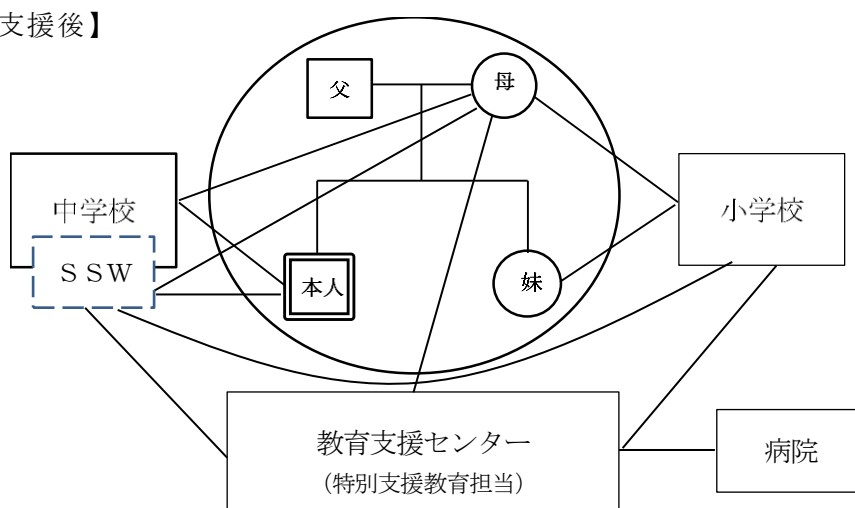 支援後】
父
母
中学校
小学校
ＳＳＷ
本人
妹
教育支援センター
（特別支援教育担当）
病院